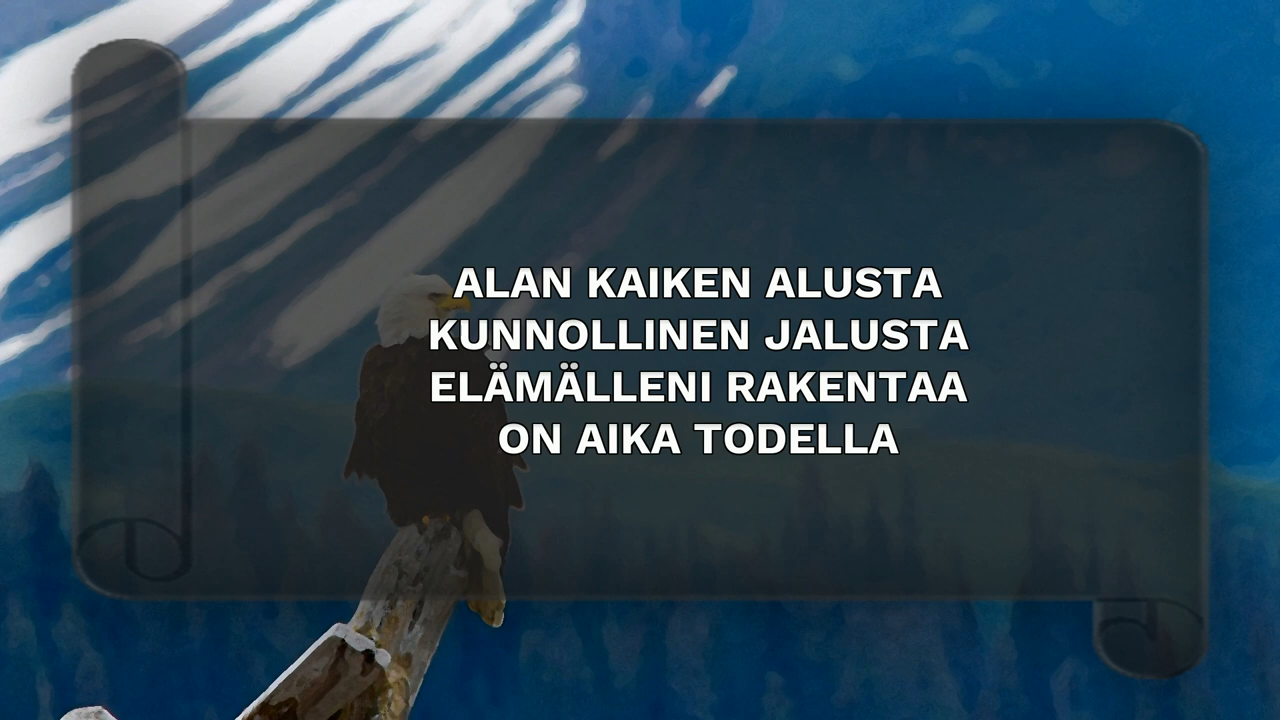 ALAN KAIKEN ALUSTA
KUNNOLLINEN JALUSTA
ELÄMÄLLENI RAKENTAA
ON AIKA TODELLA